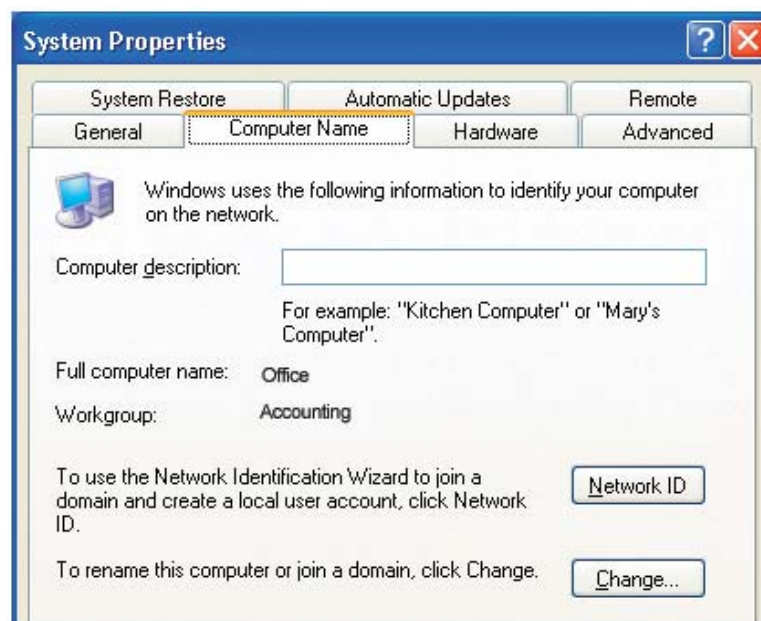 System Properties
System Restore
Automatic Updates
Remote
General
Computer Name
Hardware
Advanced
Windows uses the following information to identify your computer
on the network.
Computer description:
For example: "Kitchen Computer" or "Mary's
Computer".
Full computer name: Office
Workgroup: Accounting
To use the Network Identification Wizard to join a
domain and create a local user account, click Network
ID.
Network ID
To rename this computer or join a domain, click Change.
Change...